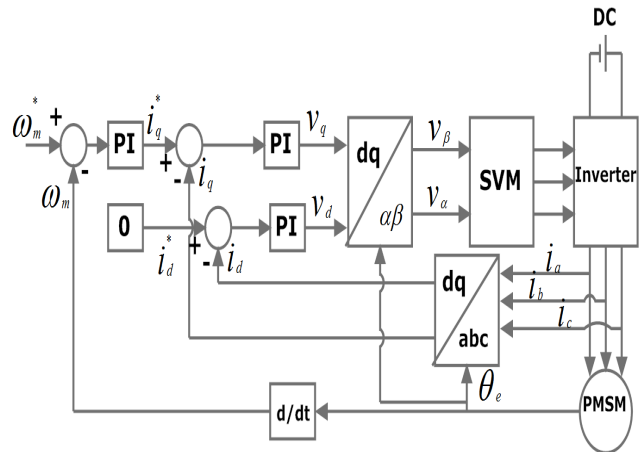 DC
ω*m
+
-
PI
i*q
+
-
PI
vq
dq
αβ
vβ
vα
SVM
Inverter
ωm
iq
0
i*d
+
-
id
PI
vd
dq
abc
ia
ib
ic
θe
d/dt
PMSM